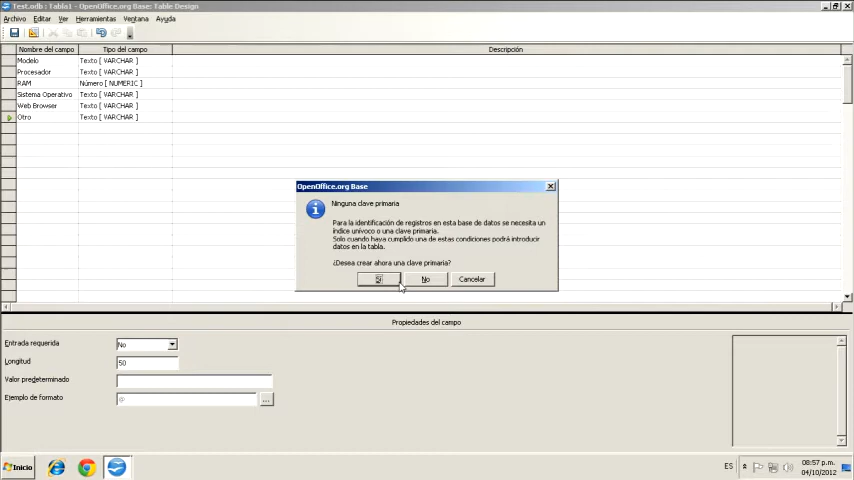 Test.odb : Tabla1 - OpenOffice.org Base: Table Design
Archivo Editar Ver Herramientas Ventana Ayuda
Nombre del campo Tipo del campo Descripción
Modelo Texto [ VARCHAR ]
Procesador Texto [ VARCHAR ]
RAM Número [ NUMERIC ]
Sistema Operativo Texto [ VARCHAR ]
Web Browser Texto [ VARCHAR ]
Otro Texto [ VARCHAR ]
OpenOffice.org Base
Ninguna clave primaria
Para la identificación de registros en esta base de datos se necesita un
índice unívoco o una clave primaria.
Solo cuando haya cumplido una de estas condiciones podrá introducir
datos en la tabla.
¿Desea crear ahora una clave primaria?
Sí No Cancelar
Propiedades del campo
Entrada requerida No
Longitud 50
Valor predeterminado
Ejemplo de formato @ ...
Inicio ES 08:57 p.m.
04/10/2012